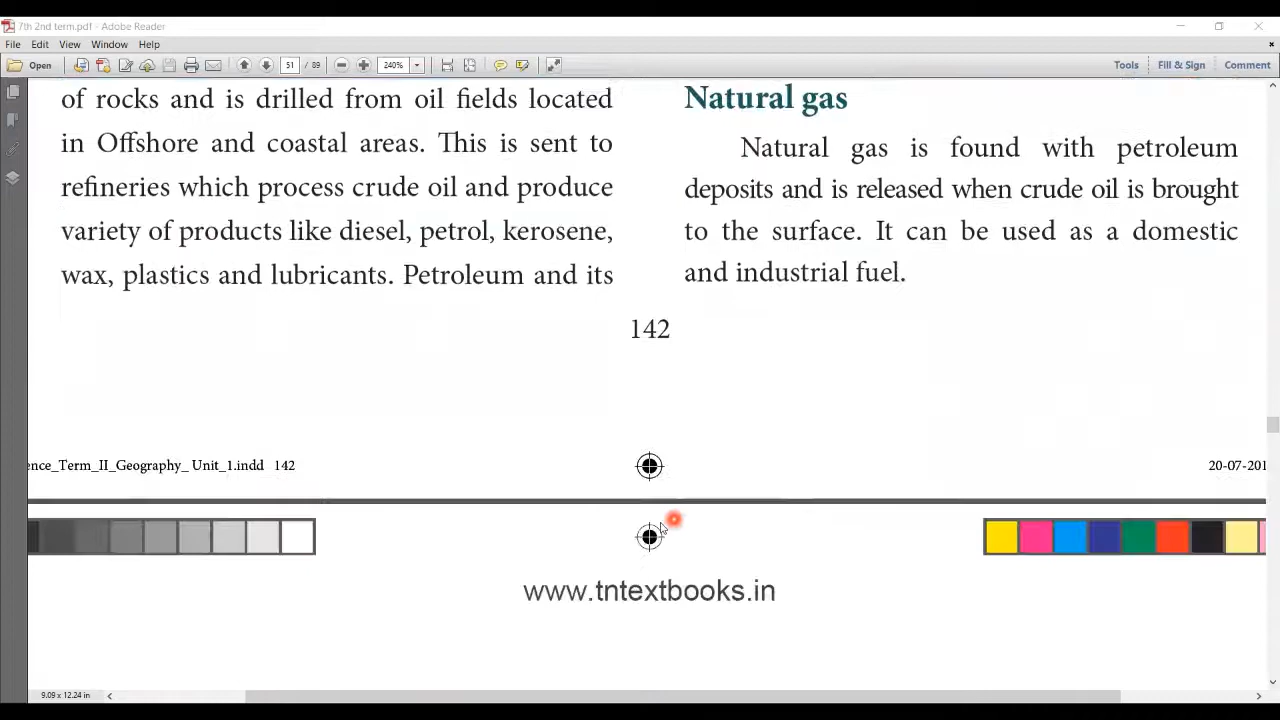 7th 2nd term.pdf - Adobe Reader
File Edit View Window Help
Open 51 / 89 240% Tools Fill & Sign Comment
of rocks and is drilled from oil fields located
in Offshore and coastal areas. This is sent to
refineries which process crude oil and produce
variety of products like diesel, petrol, kerosene,
wax, plastics and lubricants. Petroleum and its
Natural gas
Natural gas is found with petroleum
deposits and is released when crude oil is brought
to the surface. It can be used as a domestic
and industrial fuel.
142
ence_Term_II_Geography_ Unit_1.indd 142
20-07-201
www.tntextbooks.in
9.09 x 12.24 in